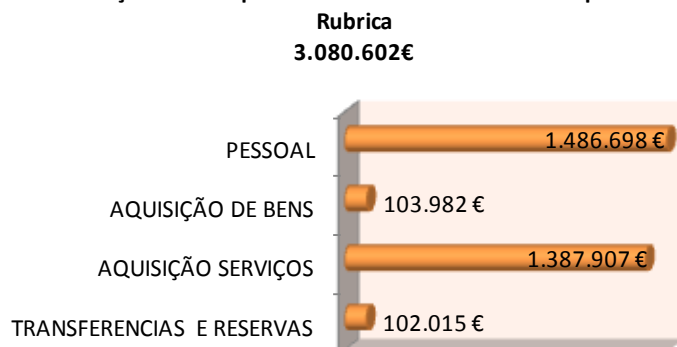 Rubrica
3.080.602€
PESSOAL 1.486.698 €
AQUISIÇÃO DE BENS 103.982 €
AQUISIÇÃO SERVIÇOS 1.387.907 €
TRANSFERENCIAS E RESERVAS 102.015 €